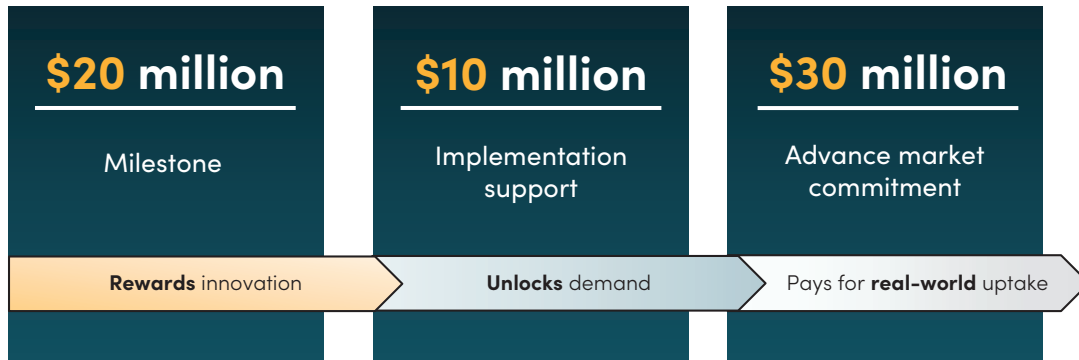 $20 million
Milestone
Rewards innovation
$10 million
Implementation
support
Unlocks demand
$30 million
Advance market
commitment
Pays for real-world uptake